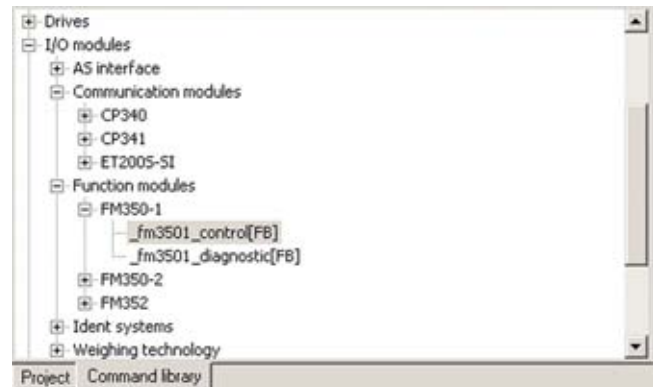 Drives
I/O modules
AS interface
Communication modules
CP340
CP341
ET200S-SI
Function modules
FM350-1
_fm3501_control[FB]
_fm3501_diagnostic[FB]
FM350-2
FM352
Ident systems
Weighing technology
Project Command library